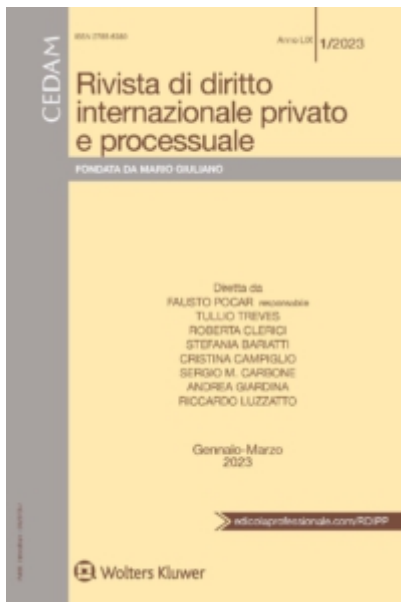 CEDAM
Anno LIX 1/2023
Rivista di diritto
internazionale privato
e processuale
FONDATA DA MARIO GIULIANO
Diretta da
FAUSTO POCAR responsabile
TULLIO TREVES
ROBERTA CLERICI
STEFANIA BARIATTI
CRISTINA CAMPIGLIO
SERGIO M. CARBONE
ANDREA GIARDINA
RICCARDO LUZZATTO
Gennaio-Marzo
2023
edicolaprofessionale.com/RDIPP
Wolters Kluwer